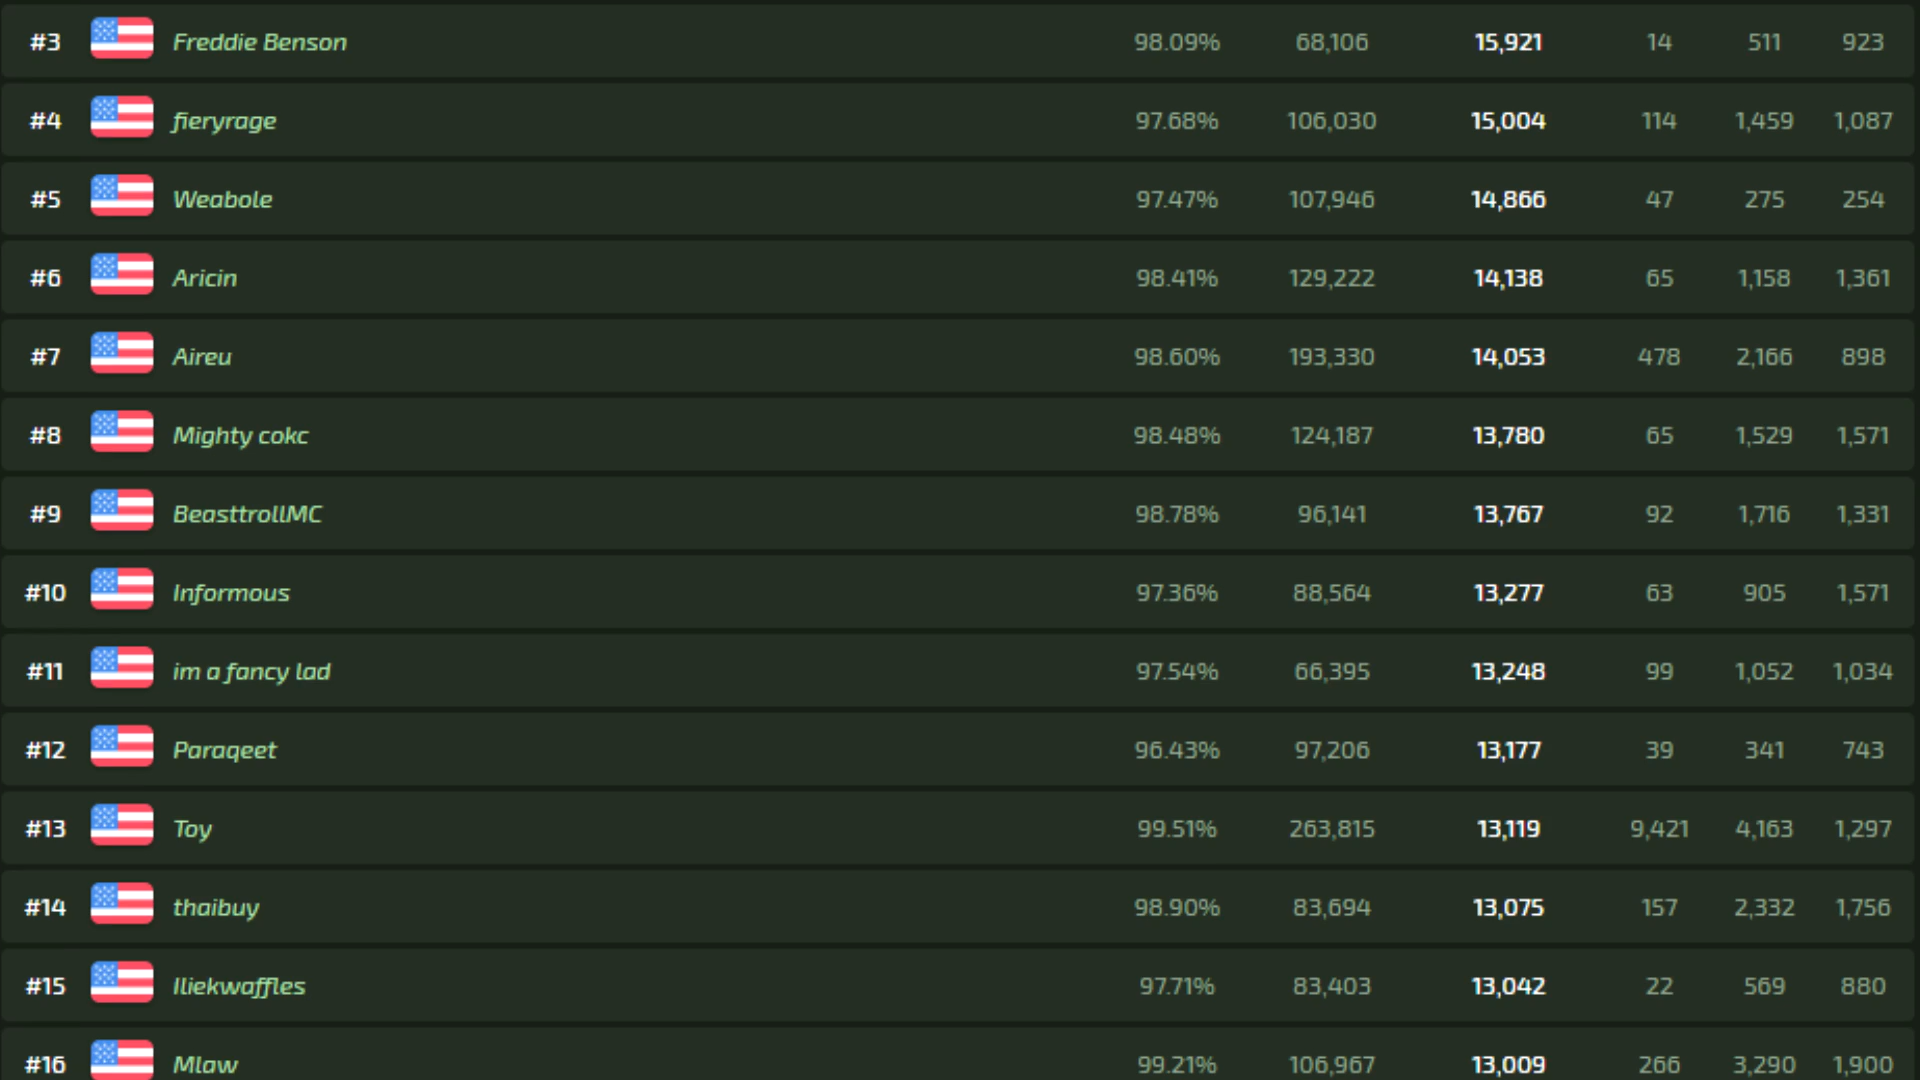 #3 Freddie Benson 98.09% 68,106 15,921 14 511 923
#4 fieryrage 97.68% 106,030 15,004 114 1,459 1,087
#5 Weabole 97.47% 107,946 14,866 47 275 254
#6 Aricin 98.41% 129,222 14,138 65 1,158 1,361
#7 Aireu 98.60% 193,330 14,053 478 2,166 898
#8 Mighty cokc 98.48% 124,187 13,780 65 1,529 1,571
#9 BeasttrollMC 98.78% 96,141 13,767 92 1,716 1,331
#10 Informous 97.36% 88,564 13,277 63 905 1,571
#11 im a fancy lad 97.54% 66,395 13,248 99 1,052 1,034
#12 Paraqeet 96.43% 97,206 13,177 39 341 743
#13 Toy 99.51% 263,815 13,119 9,421 4,163 1,297
#14 thaibuy 98.90% 83,694 13,075 157 2,332 1,756
#15 Iliekwaffles 97.71% 83,403 13,042 22 569 880
#16 Mlaw 99.21% 106,967 13,009 266 3,290 1,900